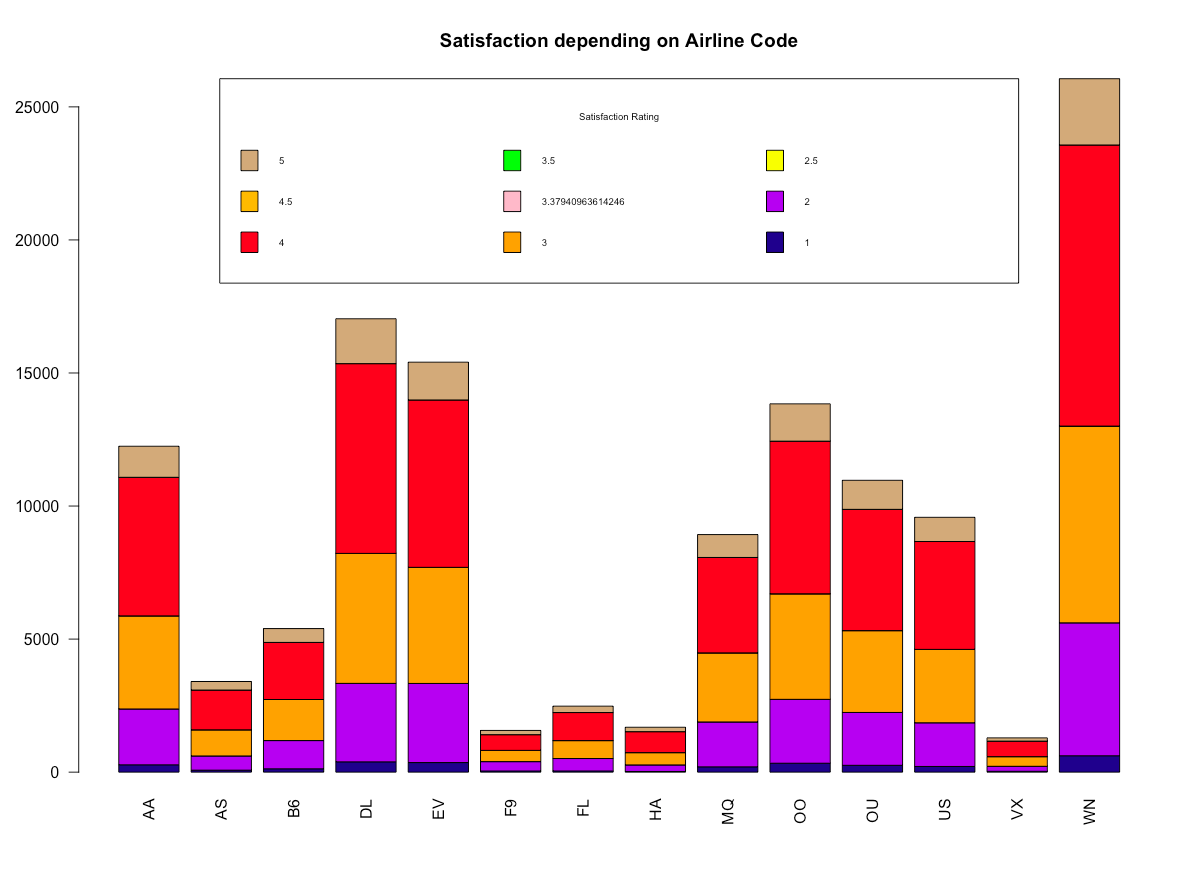 Satisfaction depending on Airline Code
Satisfaction Rating
5 3.5 2.5
4.5 3.37940963614246 2
4 3 1
25000
20000
15000
10000
5000
0
AA AS B6 DL EV F9 FL HA MQ OO OU US VX WN